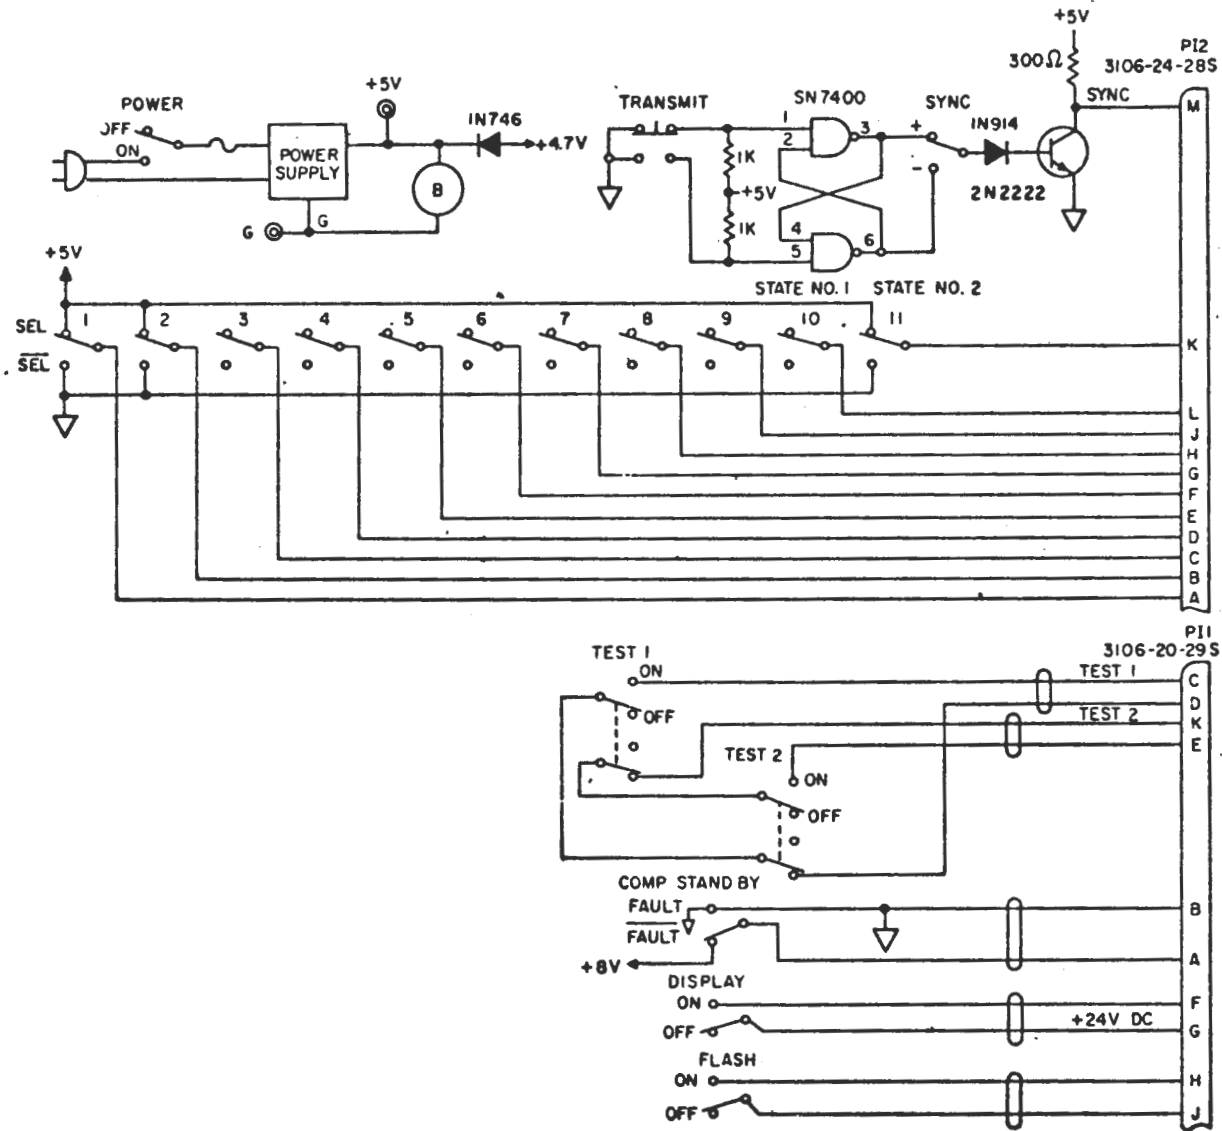 +5V
PI2
300Ω
3106-24-28S
+5V
SYNC
M
POWER
TRANSMIT
SN7400
SYNC
OFF
1N746
1
3
+
1N914
ON
+4.7V
2
POWER
SUPPLY
1K
B
+5V
-
2N2222
G
G
1K
4
6
5
+5V
STATE NO. 1
STATE NO. 2
SEL
1
2
3
4
5
6
7
8
9
10
11
SEL
K
L
J
H
G
F
E
D
C
B
A
PI1
TEST 1
3106-20-29S
ON
TEST 1
C
D
OFF
TEST 2
K
TEST 2
E
ON
OFF
COMP STAND BY
FAULT
B
FAULT
+8V
A
DISPLAY
ON
F
+24V DC
OFF
G
FLASH
ON
H
OFF
J